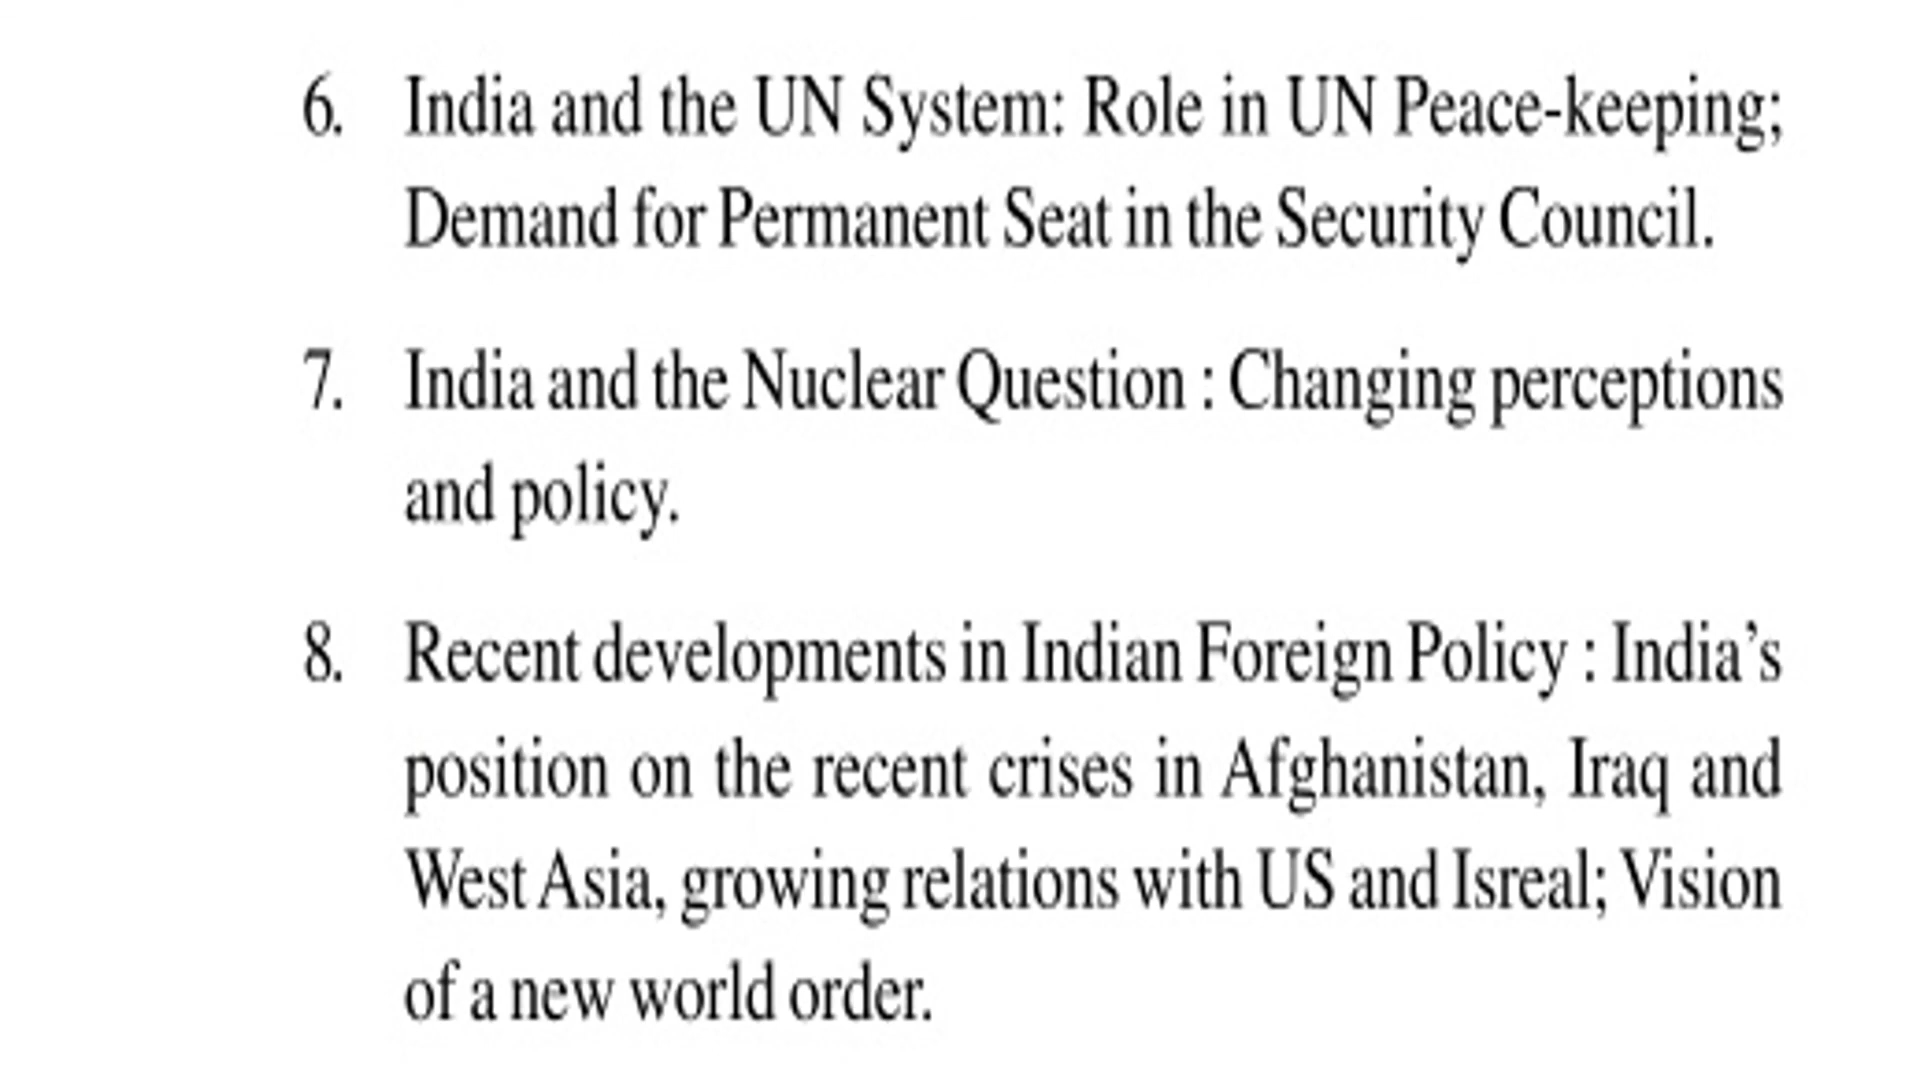 6. India and the UN System: Role in UN Peace-keeping;
Demand for Permanent Seat in the Security Council.
7. India and the Nuclear Question : Changing perceptions
and policy.
8. Recent developments in Indian Foreign Policy : India’s
position on the recent crises in Afghanistan, Iraq and
West Asia, growing relations with US and Isreal; Vision
of a new world order.